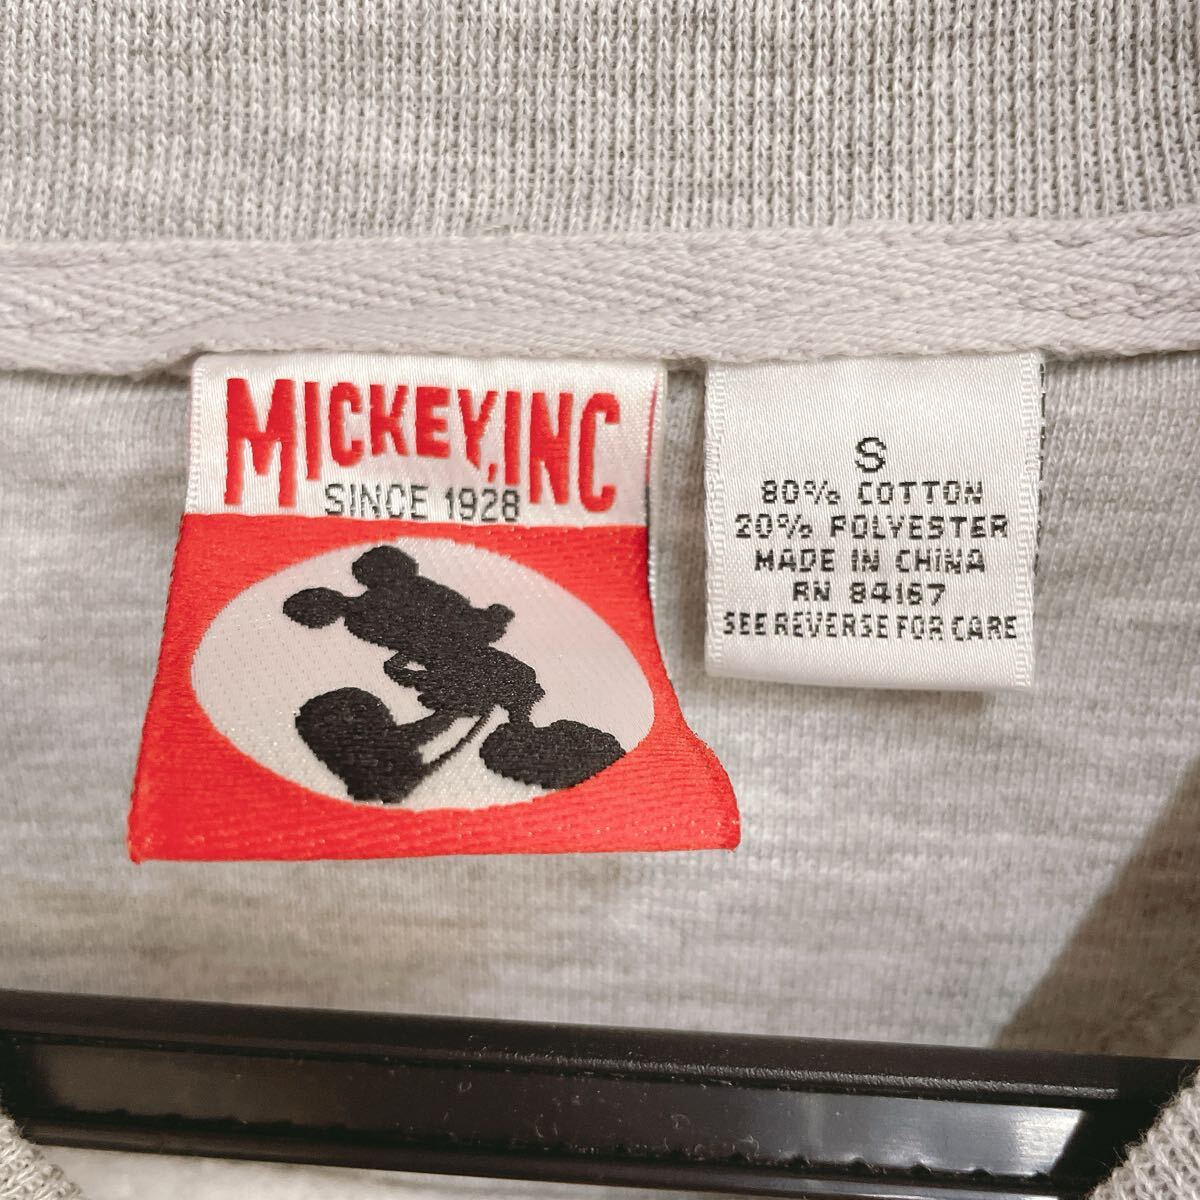 MICKEY, INC
SINCE 1928
S
80% COTTON
20% POLYESTER
MADE IN CHINA
RN 84167
SEE REVERSE FOR CARE